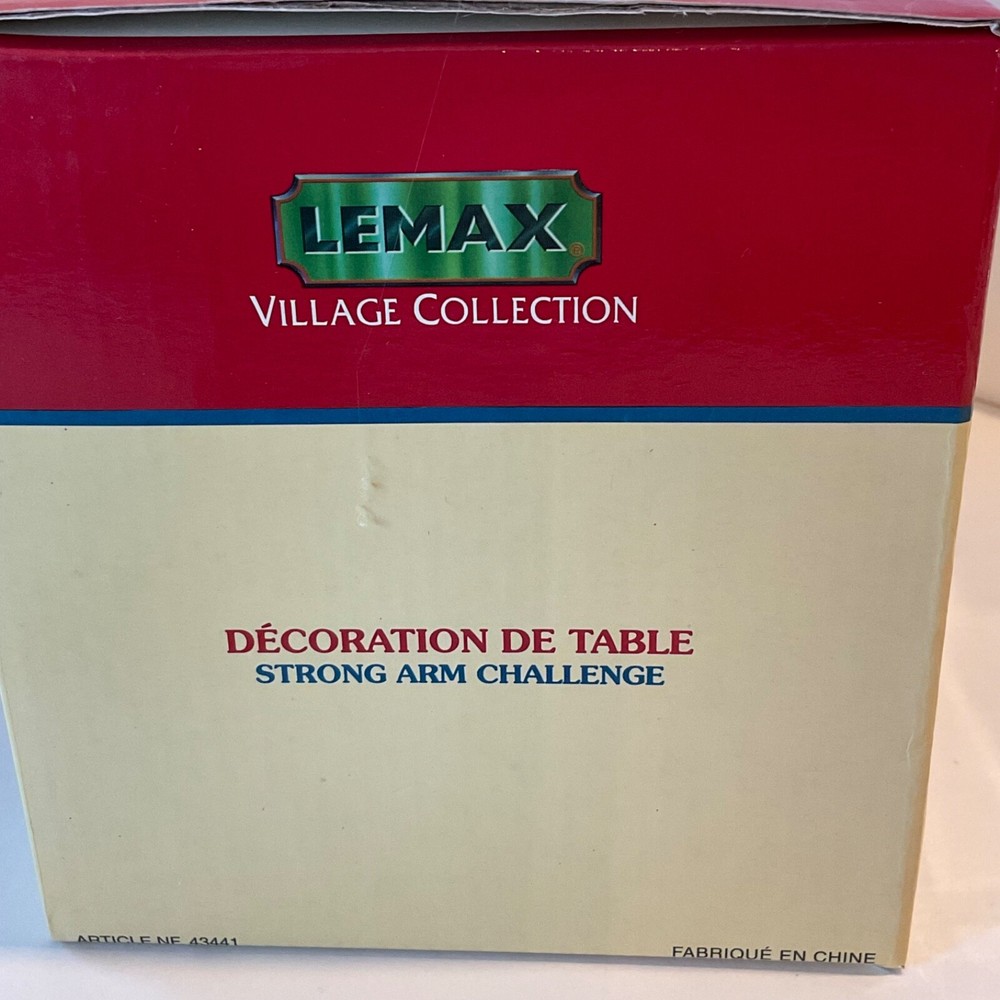 LEMAX®
VILLAGE COLLECTION
DÉCORATION DE TABLE
STRONG ARM CHALLENGE
ARTICLE NE 43441
FABRIQUÉ EN CHINE